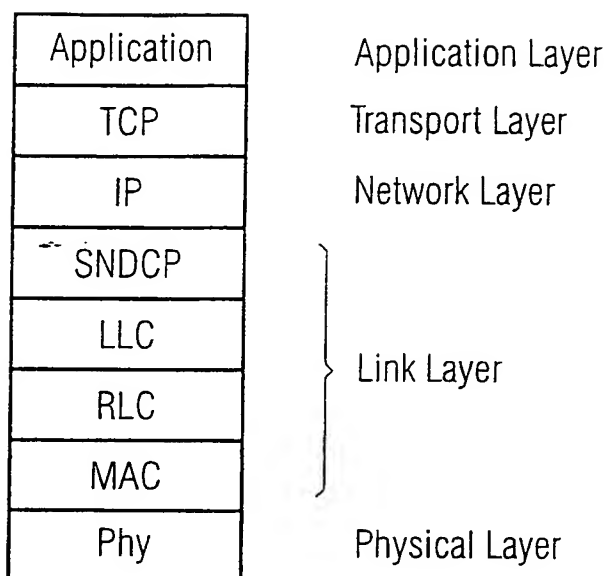 Application Application Layer
TCP Transport Layer
IP Network Layer
SNDCP
LLC
Link Layer
RLC
MAC
Phy Physical Layer